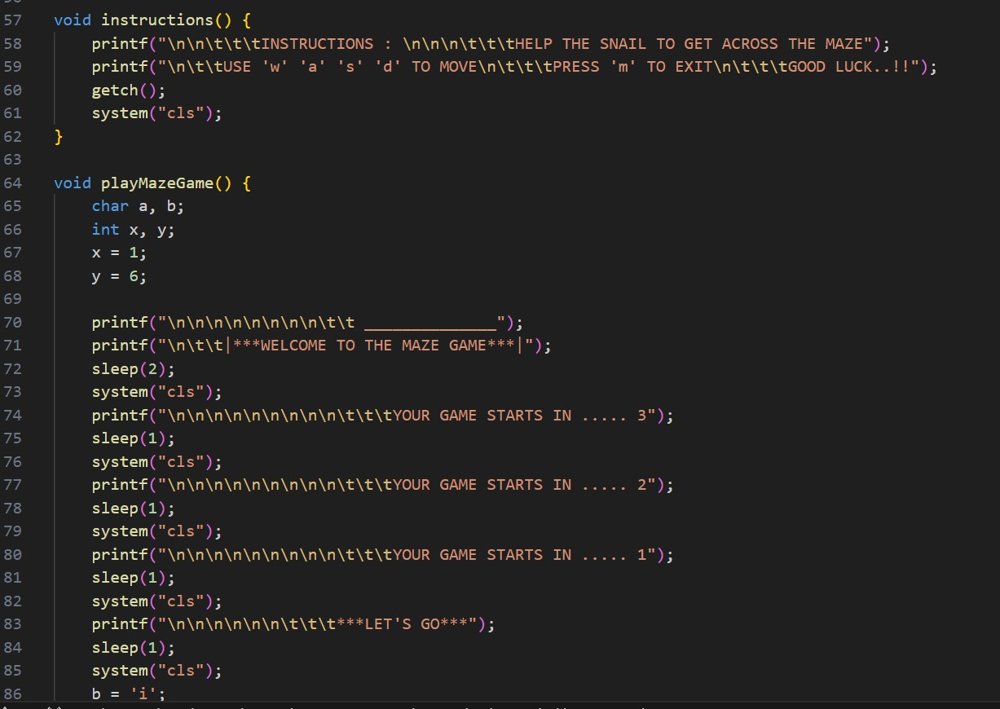 57 void instructions() {
58 printf("\n\n\t\t\tINSTRUCTIONS : \n\n\n\t\t\tHELP THE SNAIL TO GET ACROSS THE MAZE");
59 printf("\n\t\tUSE 'w' 'a' 's' 'd' TO MOVE\n\t\t\tPRESS 'm' TO EXIT\n\t\t\tGOOD LUCK..!!");
60 getch();
61 system("cls");
62 }
63
64 void playMazeGame() {
65 char a, b;
66 int x, y;
67 x = 1;
68 y = 6;
69
70 printf("\n\n\n\n\n\n\n\n\t\t ______________");
71 printf("\n\t\t|***WELCOME TO THE MAZE GAME***|");
72 sleep(2);
73 system("cls");
74 printf("\n\n\n\n\n\n\n\n\n\t\t\tYOUR GAME STARTS IN ..... 3");
75 sleep(1);
76 system("cls");
77 printf("\n\n\n\n\n\n\n\n\n\t\t\tYOUR GAME STARTS IN ..... 2");
78 sleep(1);
79 system("cls");
80 printf("\n\n\n\n\n\n\n\n\n\t\t\tYOUR GAME STARTS IN ..... 1");
81 sleep(1);
82 system("cls");
83 printf("\n\n\n\n\n\n\t\t\t***LET'S GO***");
84 sleep(1);
85 system("cls");
86 b = 'i';